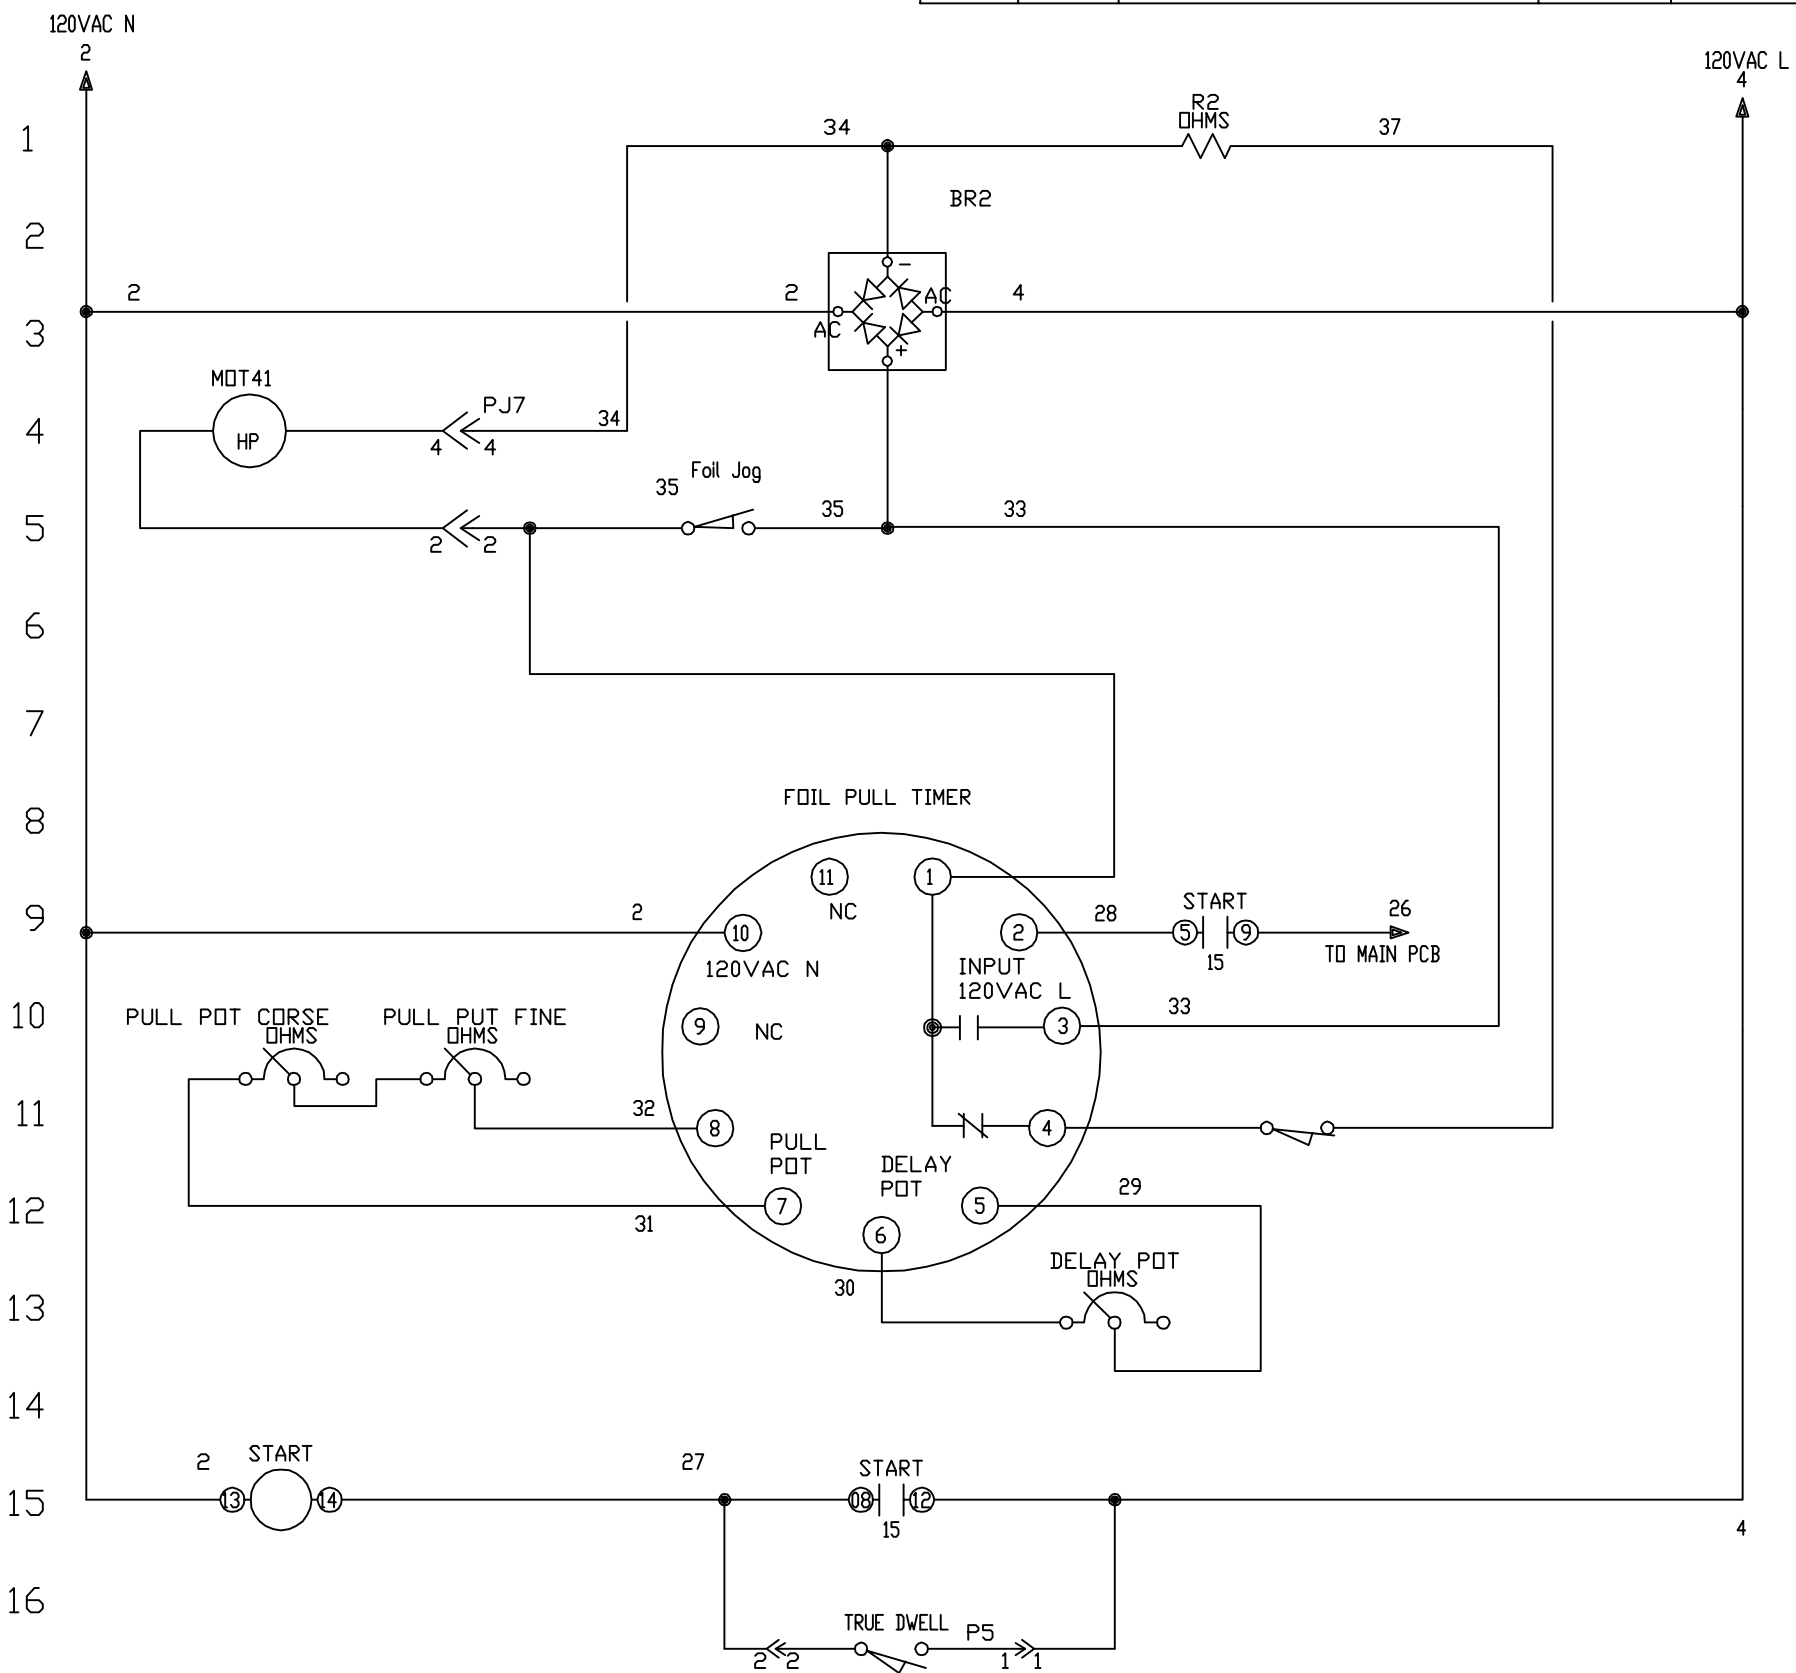 120VAC N
2
120VAC L
4
1
34
R2
OHMS
37
BR2
2
-
2
2
AC
4
3
AC
+
MOT41
HP
4
PJ7
34
4
4
Foil Jog
35
5
35
33
2
2
6
7
FOIL PULL TIMER
8
11
1
NC
9
2
10
2
28
START
5
9
15
26
TO MAIN PCB
120VAC N
INPUT
120VAC L
10
PULL POT CORSE
OHMS
PULL PUT FINE
OHMS
9
NC
3
33
11
32
8
4
PULL
POT
DELAY
POT
12
31
7
6
5
29
13
30
DELAY POT
OHMS
14
15
2
START
13
14
27
START
08
12
15
4
16
TRUE DWELL
P5
2
2
1
1